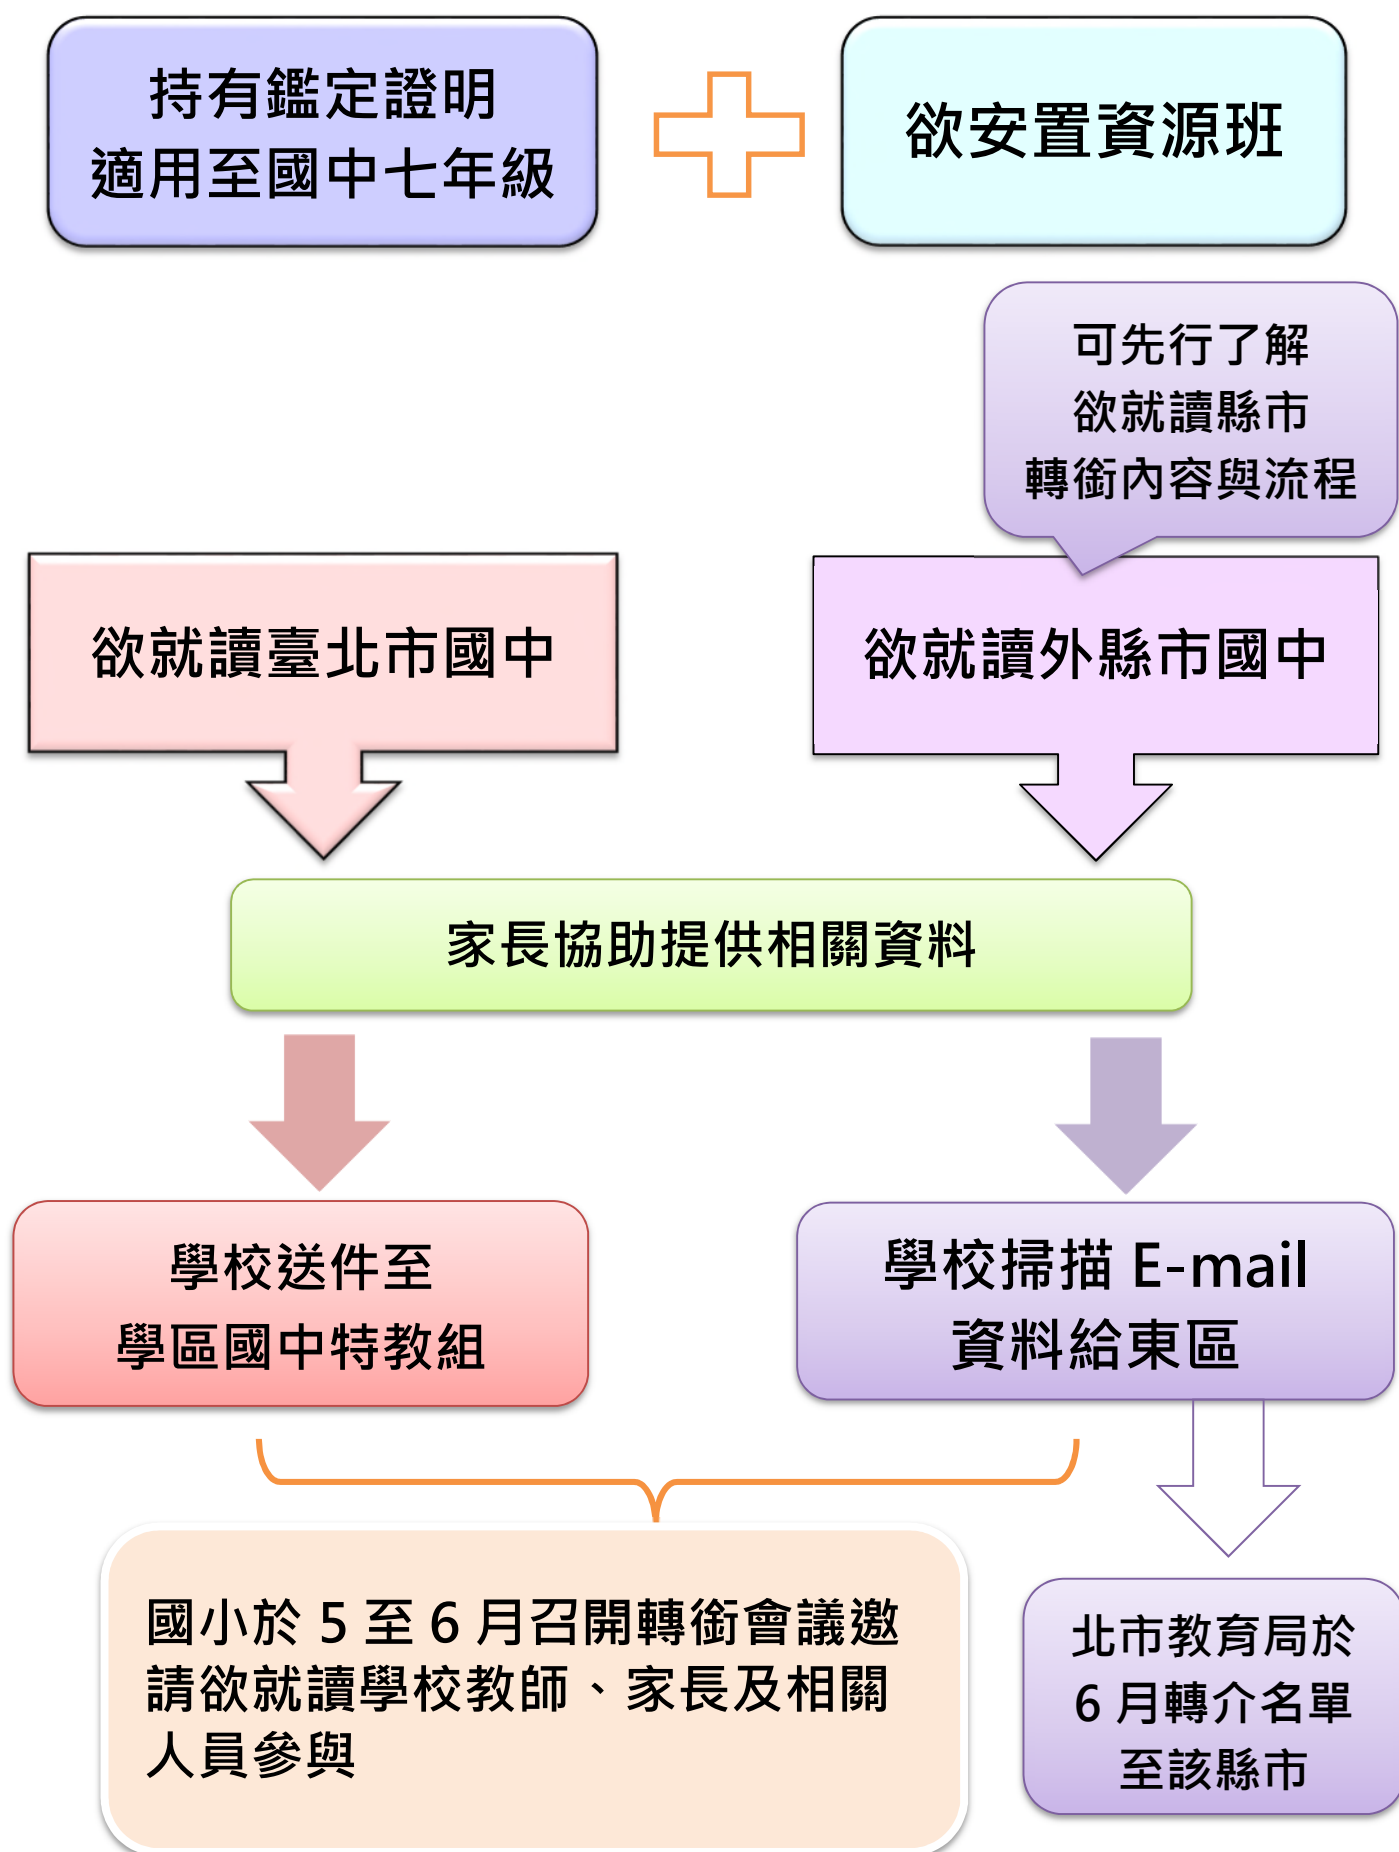 持有鑑定證明
適用至國中七年級
欲安置資源班
可先行了解
欲就讀縣市
轉銜內容與流程
欲就讀臺北市國中
欲就讀外縣市國中
家長協助提供相關資料
學校送件至
學區國中特教組
學校掃描 E-mail
資料給東區
國小於 5 至 6 月召開轉銜會議邀
請欲就讀學校教師、家長及相關
人員參與
北市教育局於
6 月轉介名單
至該縣市